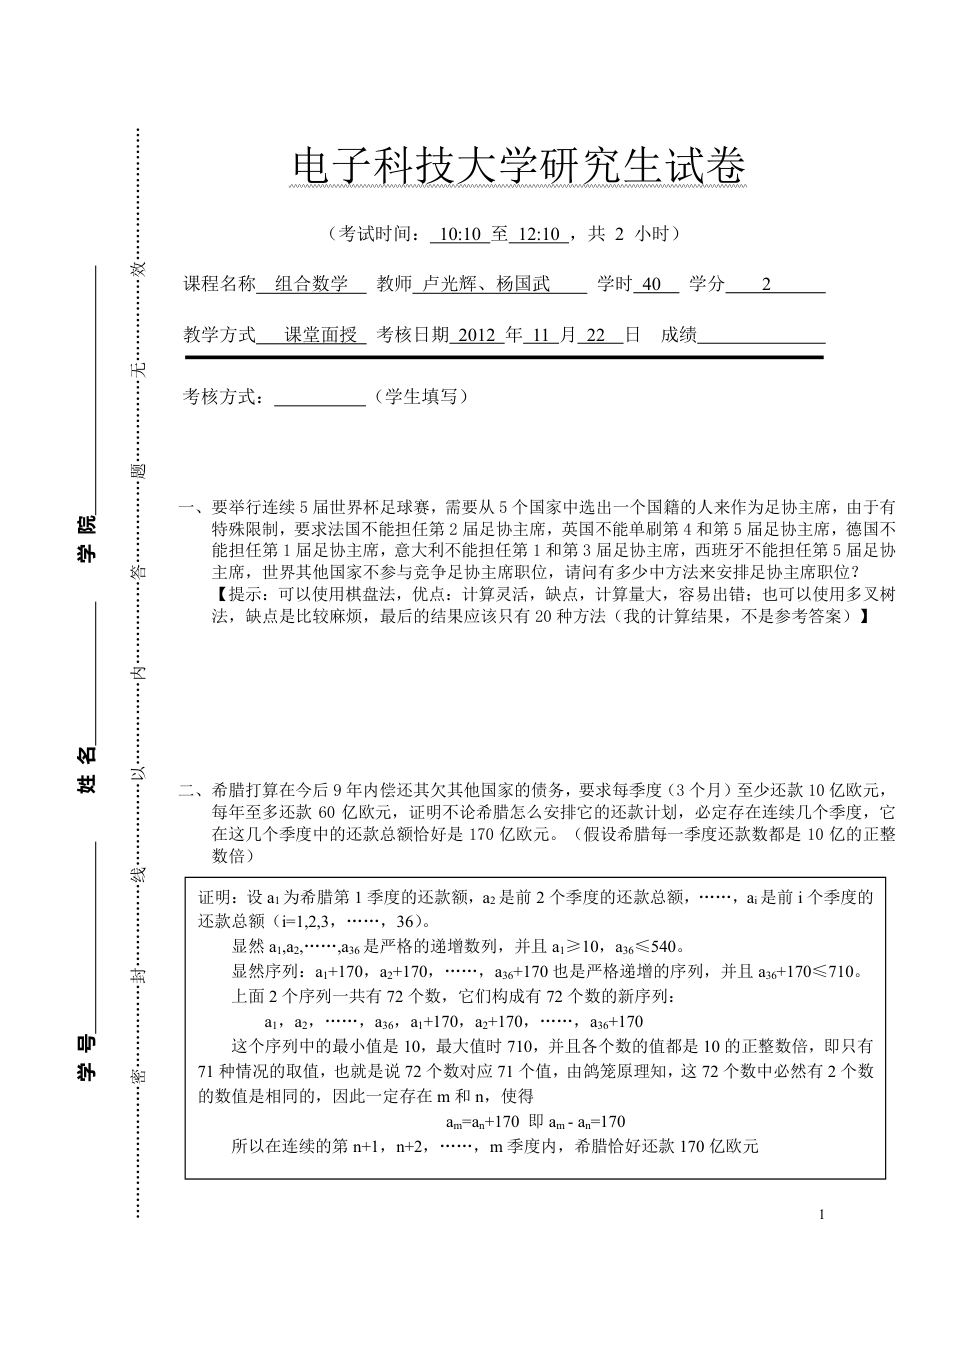 电子科技大学研究生试卷
（考试时间： 10:10 至 12:10 ，共 2 小时）
课程名称 组合数学 教师 卢光辉、杨国武 学时 40 学分 2
教学方式 课堂面授 考核日期 2012 年 11 月 22 日 成绩
考核方式： （学生填写）
一、要举行连续 5 届世界杯足球赛，需要从 5 个国家中选出一个国籍的人来作为足协主席，由于有
特殊限制，要求法国不能担任第 2 届足协主席，英国不能单刷第 4 和第 5 届足协主席，德国不
能担任第 1 届足协主席，意大利不能担任第 1 和第 3 届足协主席，西班牙不能担任第 5 届足协
主席，世界其他国家不参与竞争足协主席职位，请问有多少中方法来安排足协主席职位？
【提示：可以使用棋盘法，优点：计算灵活，缺点，计算量大，容易出错；也可以使用多叉树
法，缺点是比较麻烦，最后的结果应该只有 20 种方法（我的计算结果，不是参考答案）】
二、希腊打算在今后 9 年内偿还其欠其他国家的债务，要求每季度（3 个月）至少还款 10 亿欧元，
每年至多还款 60 亿欧元，证明不论希腊怎么安排它的还款计划，必定存在连续几个季度，它
在这几个季度中的还款总额恰好是 170 亿欧元。（假设希腊每一季度还款数都是 10 亿的正整
数倍）
证明：设 a1 为希腊第 1 季度的还款额，a2 是前 2 个季度的还款总额，……，ai 是前 i 个季度的
还款总额（i=1,2,3，……，36）。
显然 a1,a2,……,a36 是严格的递增数列，并且 a1≥10，a36≤540。
显然序列：a1+170，a2+170，……，a36+170 也是严格递增的序列，并且 a36+170≤710。
上面 2 个序列一共有 72 个数，它们构成有 72 个数的新序列：
a1，a2，……，a36，a1+170，a2+170，……，a36+170
这个序列中的最小值是 10，最大值时 710，并且各个数的值都是 10 的正整数倍，即只有
71 种情况的取值，也就是说 72 个数对应 71 个值，由鸽笼原理知，这 72 个数中必然有 2 个数
的数值是相同的，因此一定存在 m 和 n，使得
am=an+170 即 am - an=170
所以在连续的第 n+1，n+2，……，m 季度内，希腊恰好还款 170 亿欧元
1
学 号 姓 名 学 院
密 封 线 以 内 答 题 无 效